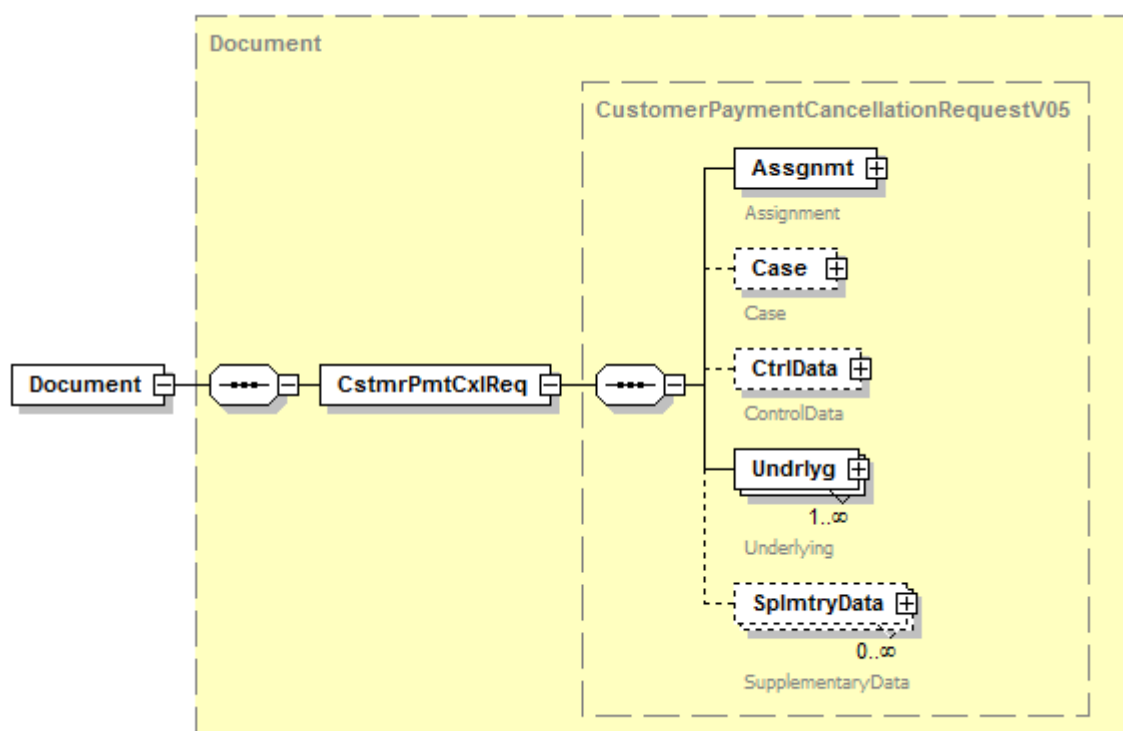 Document
CustomerPaymentCancellationRequestV05
Assgnmt
Assignment
Case
Case
Document
CstmrPmtCxlReq
CtrlData
ControlData
Undrlyg
1..∞
Underlying
SplmtryData
0..∞
SupplementaryData